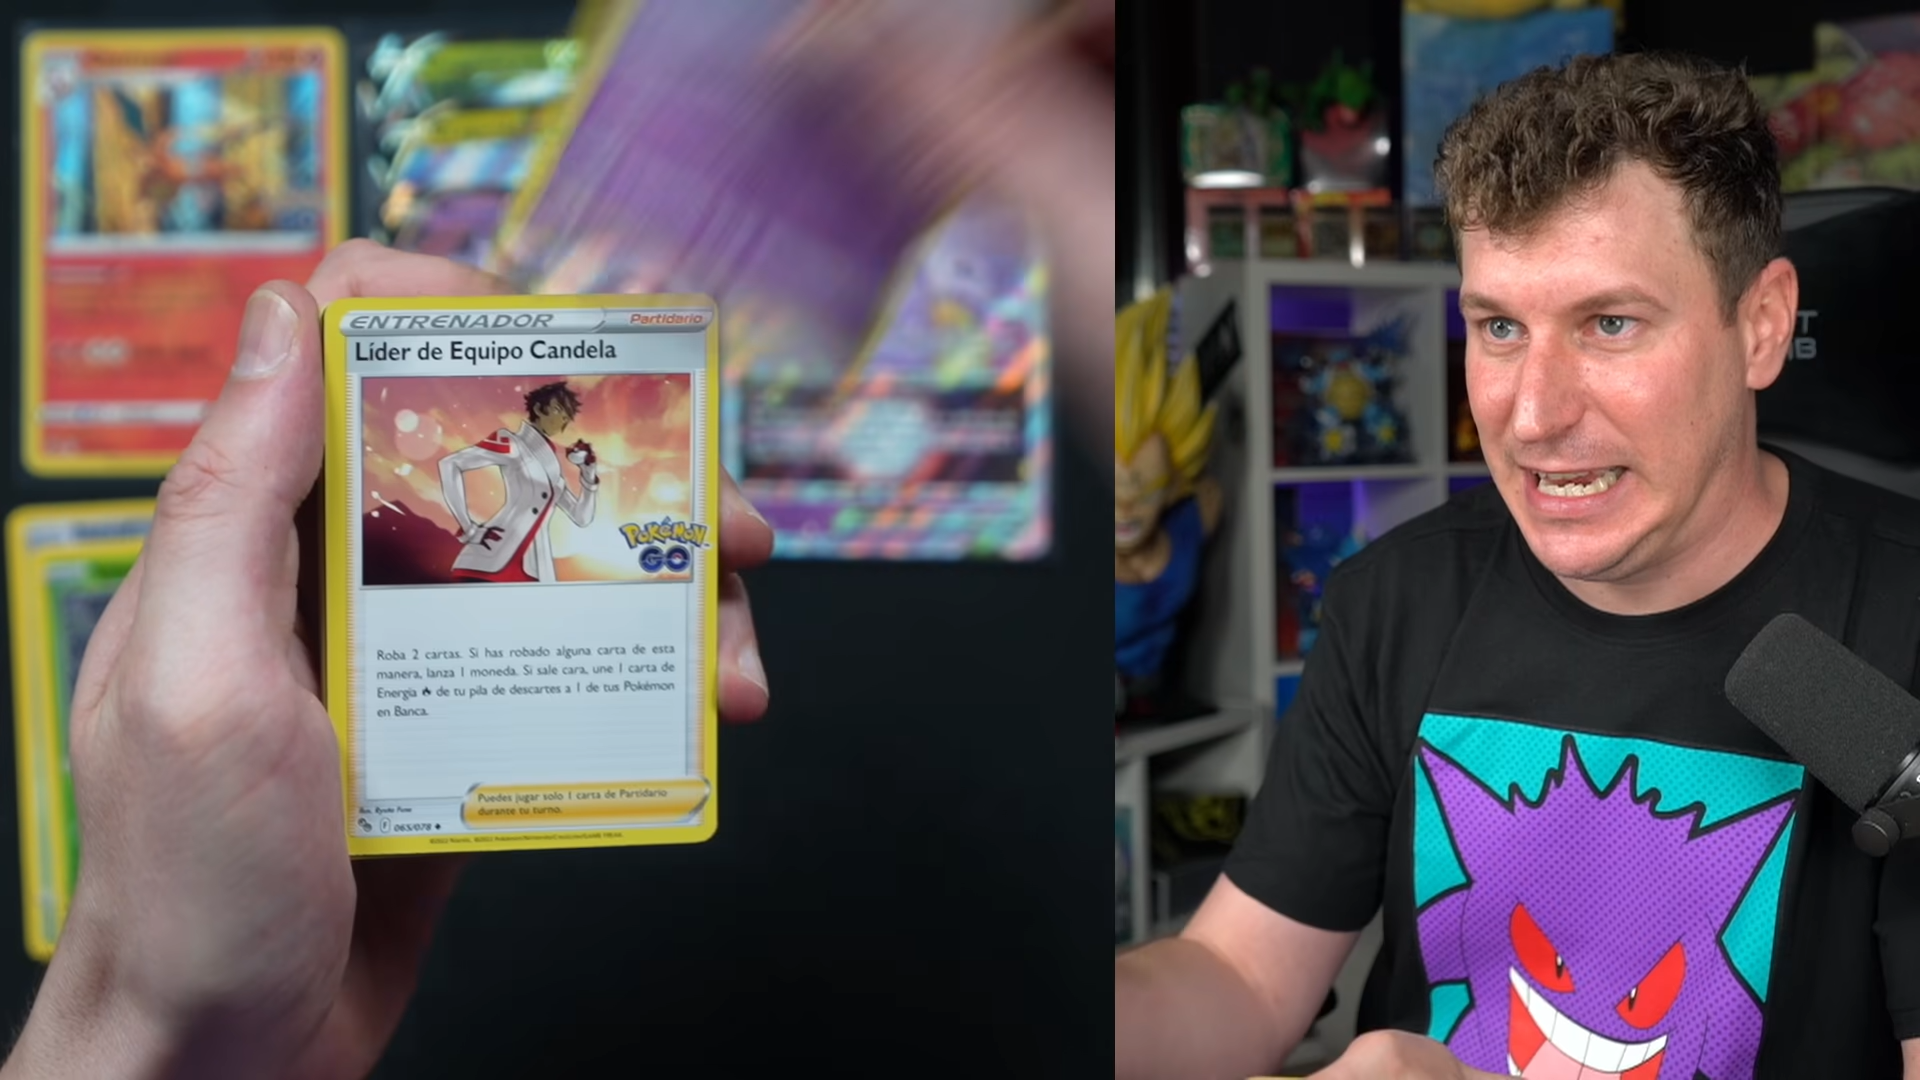 ENTRENADOR
Partidario
Líder de Equipo Candela
POKÉMON
GO
Roba 2 cartas. Si has robado alguna carta de esta
manera, lanza 1 moneda. Si sale cara, une 1 carta de
Energía de tu pila de descartes a 1 de tus Pokémon
en Banca.
Puedes jugar solo 1 carta de Partidario
durante tu turno.
F 065/078